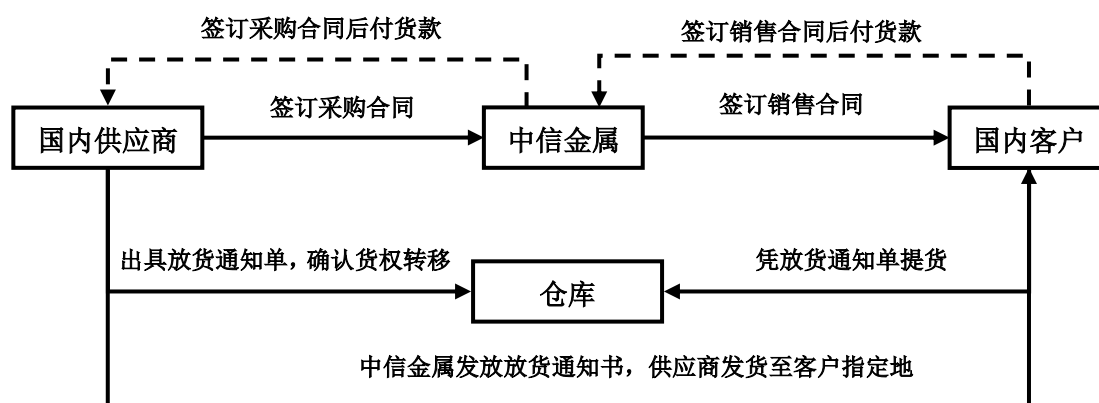 签订采购合同后付货款
签订销售合同后付货款
签订采购合同
签订销售合同
国内供应商
中信金属
国内客户
出具放货通知单，确认货权转移
凭放货通知单提货
仓库
中信金属发放放货通知书，供应商发货至客户指定地